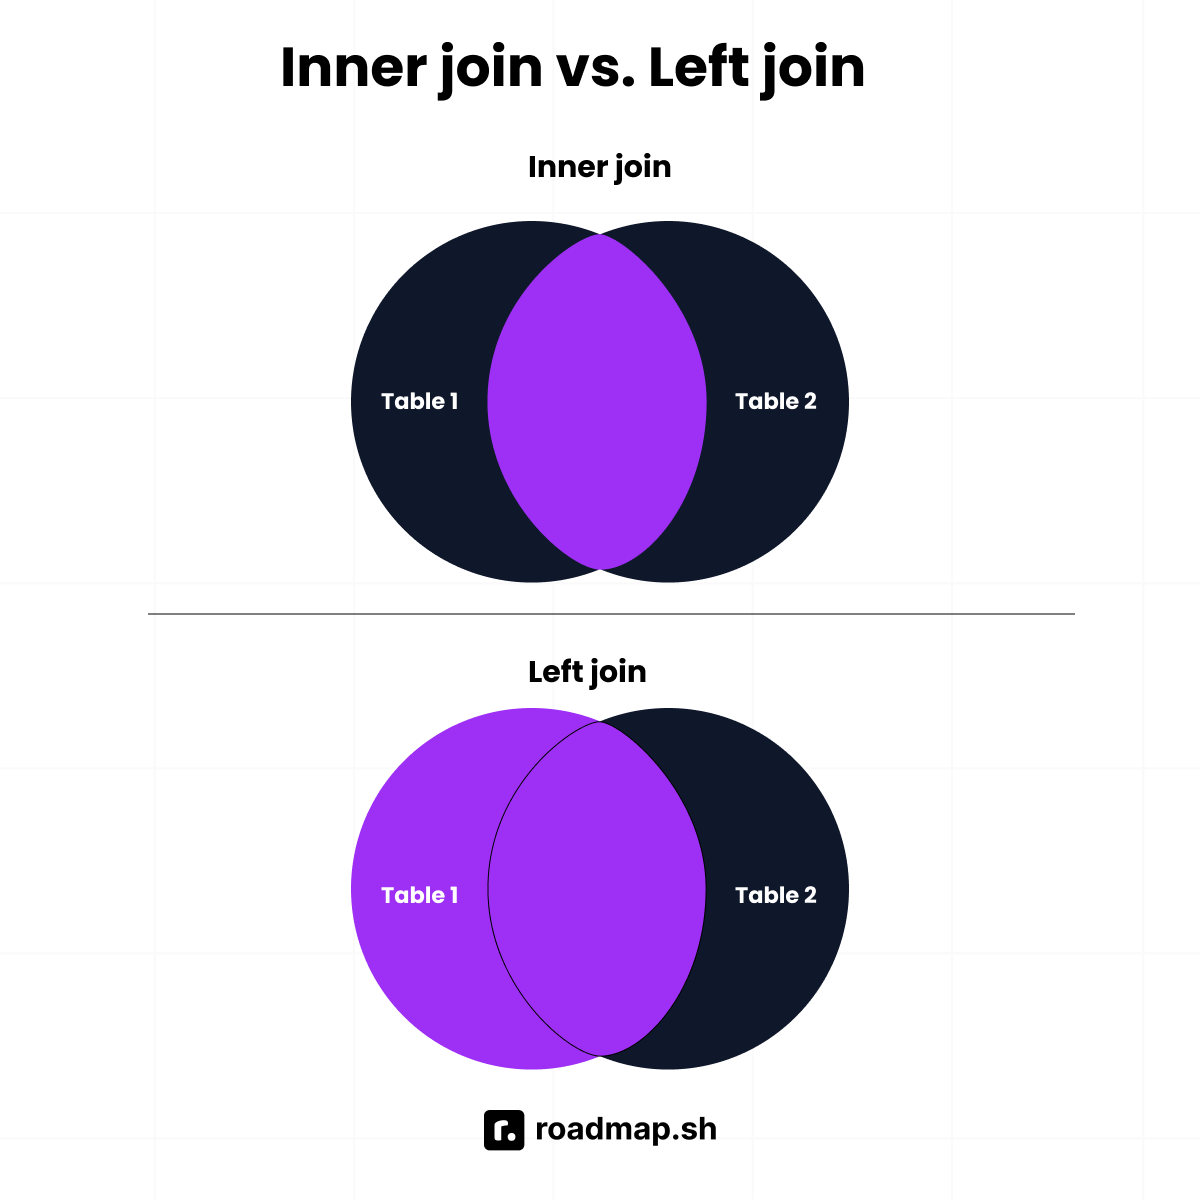 Inner join vs. Left join
Inner join
Table 1
Table 2
Left join
Table 1
Table 2
r.
roadmap.sh